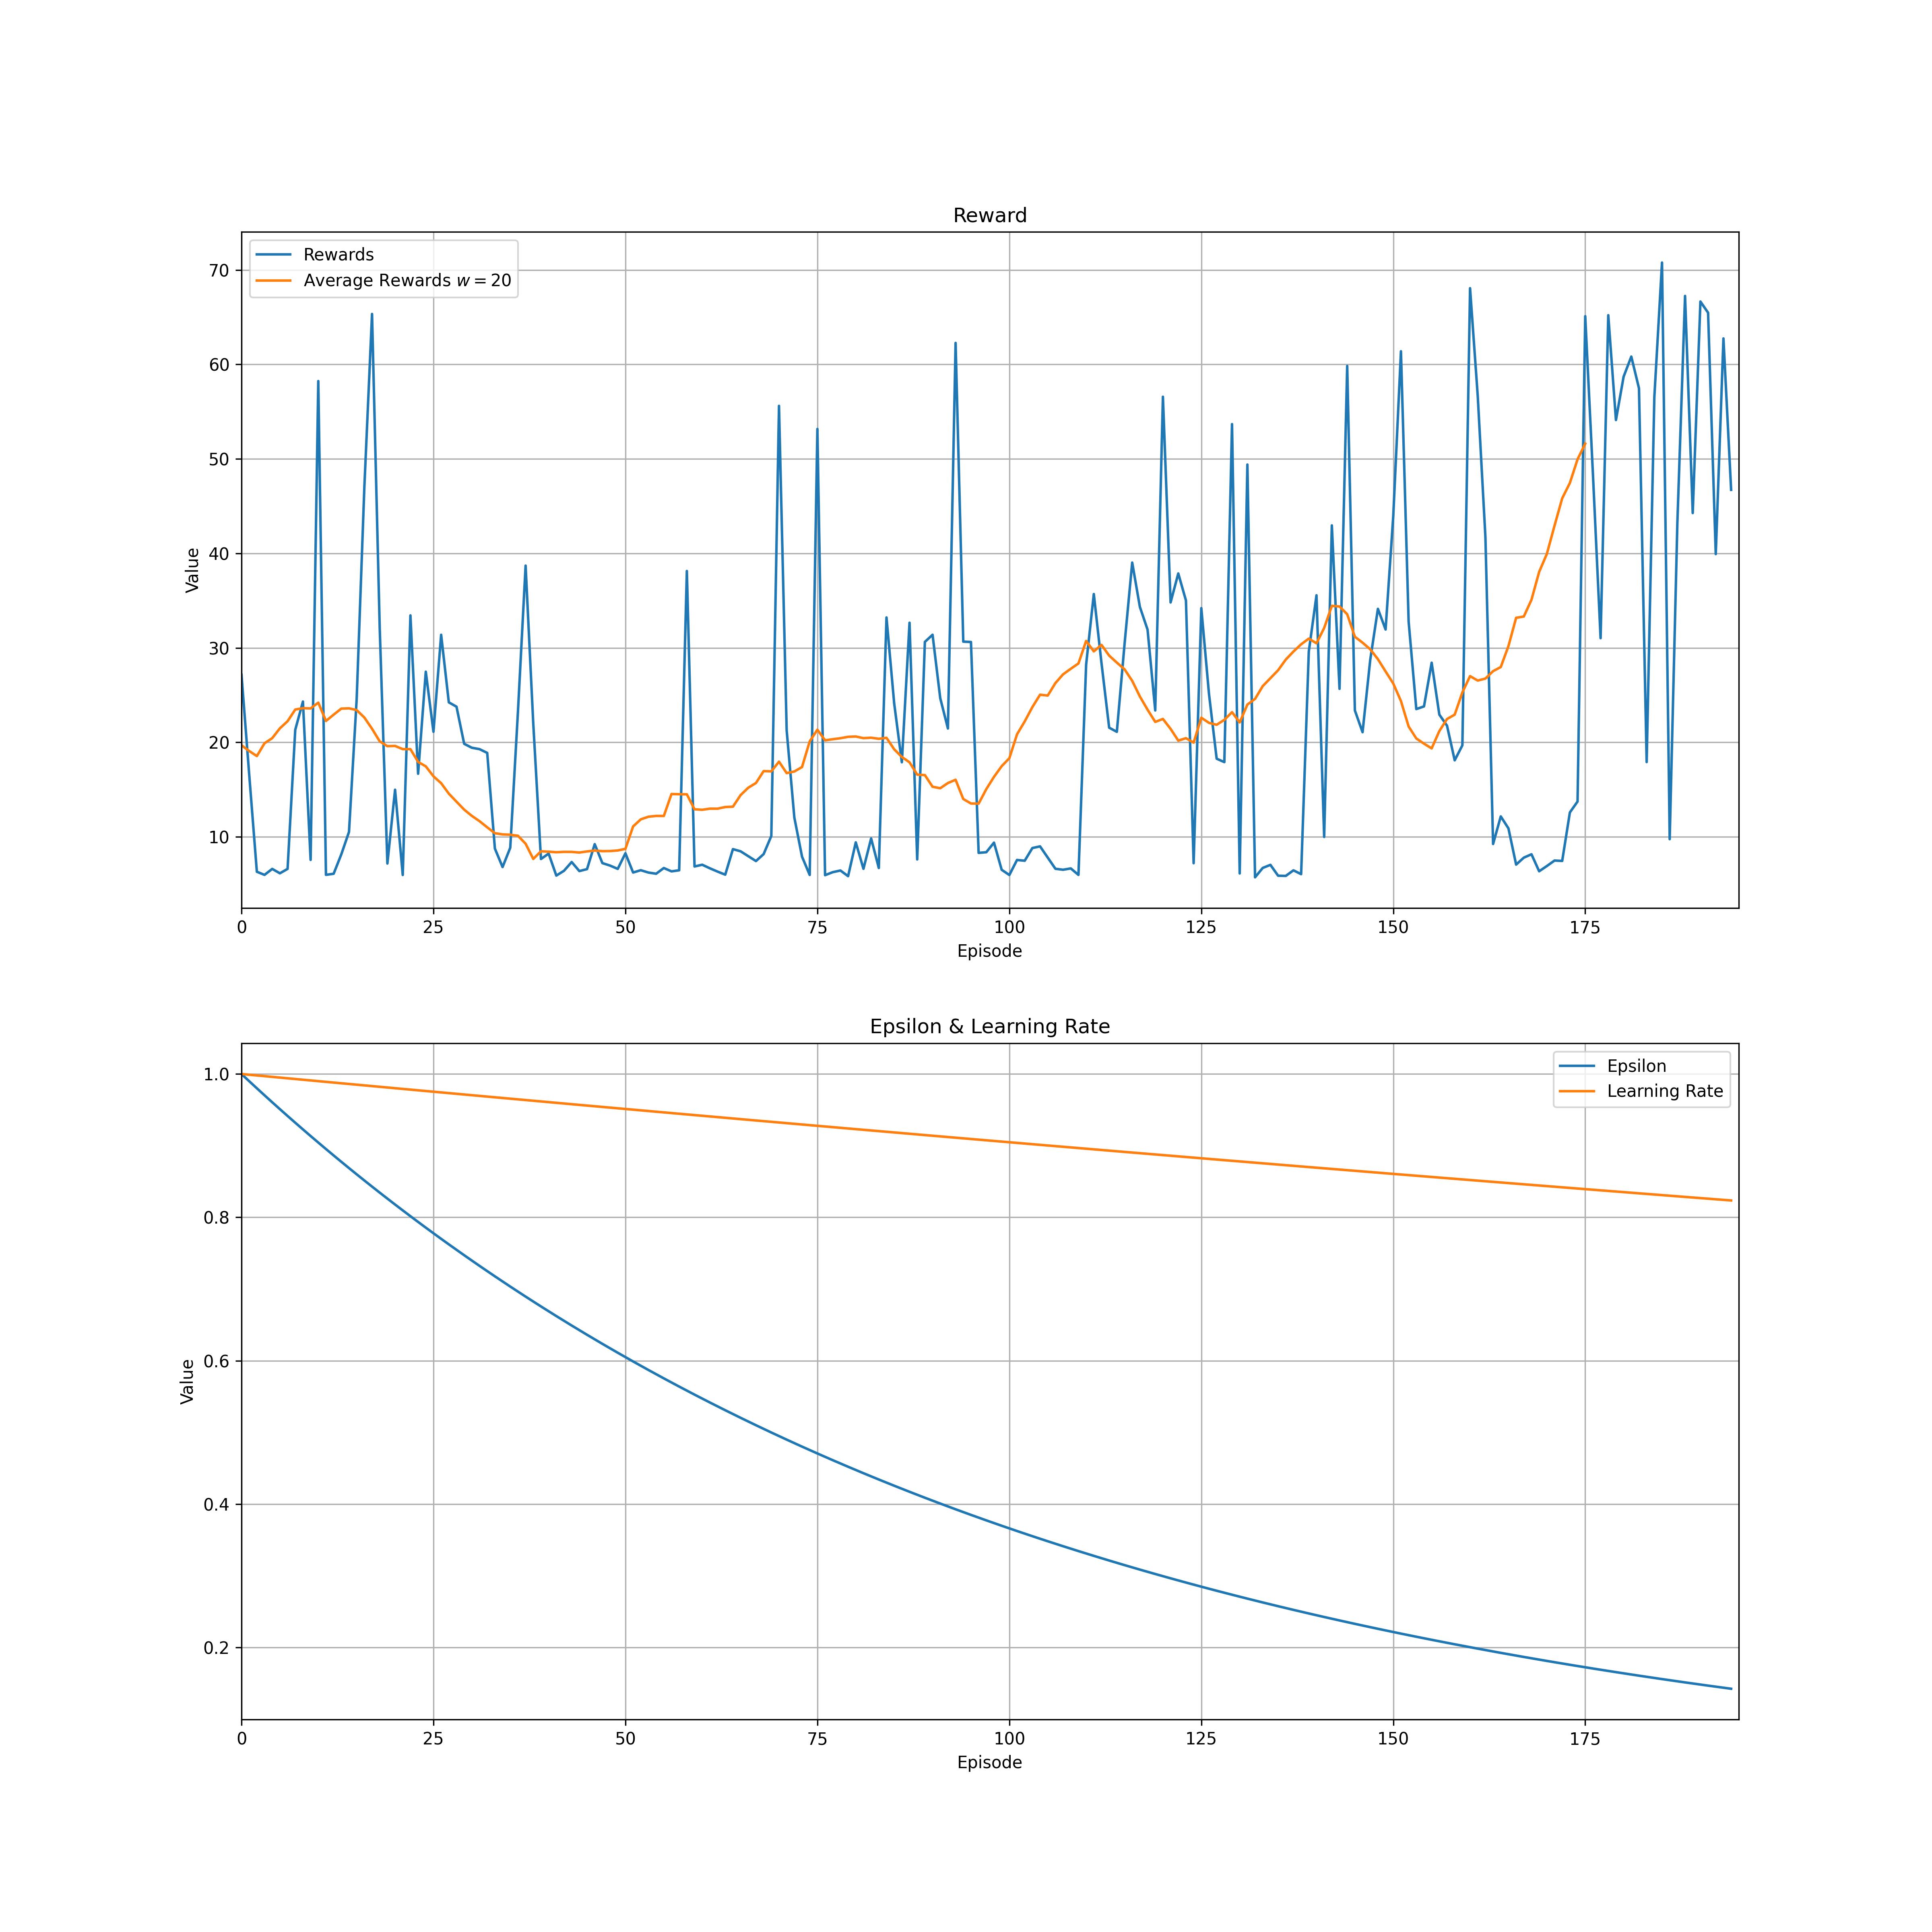 Reward
Rewards
Average Rewards w = 20
70
60
50
40
30
20
10
Value
0 25 50 75 100 125 150 175
Episode
Epsilon & Learning Rate
Epsilon
Learning Rate
1.0
0.8
0.6
0.4
0.2
Value
0 25 50 75 100 125 150 175
Episode